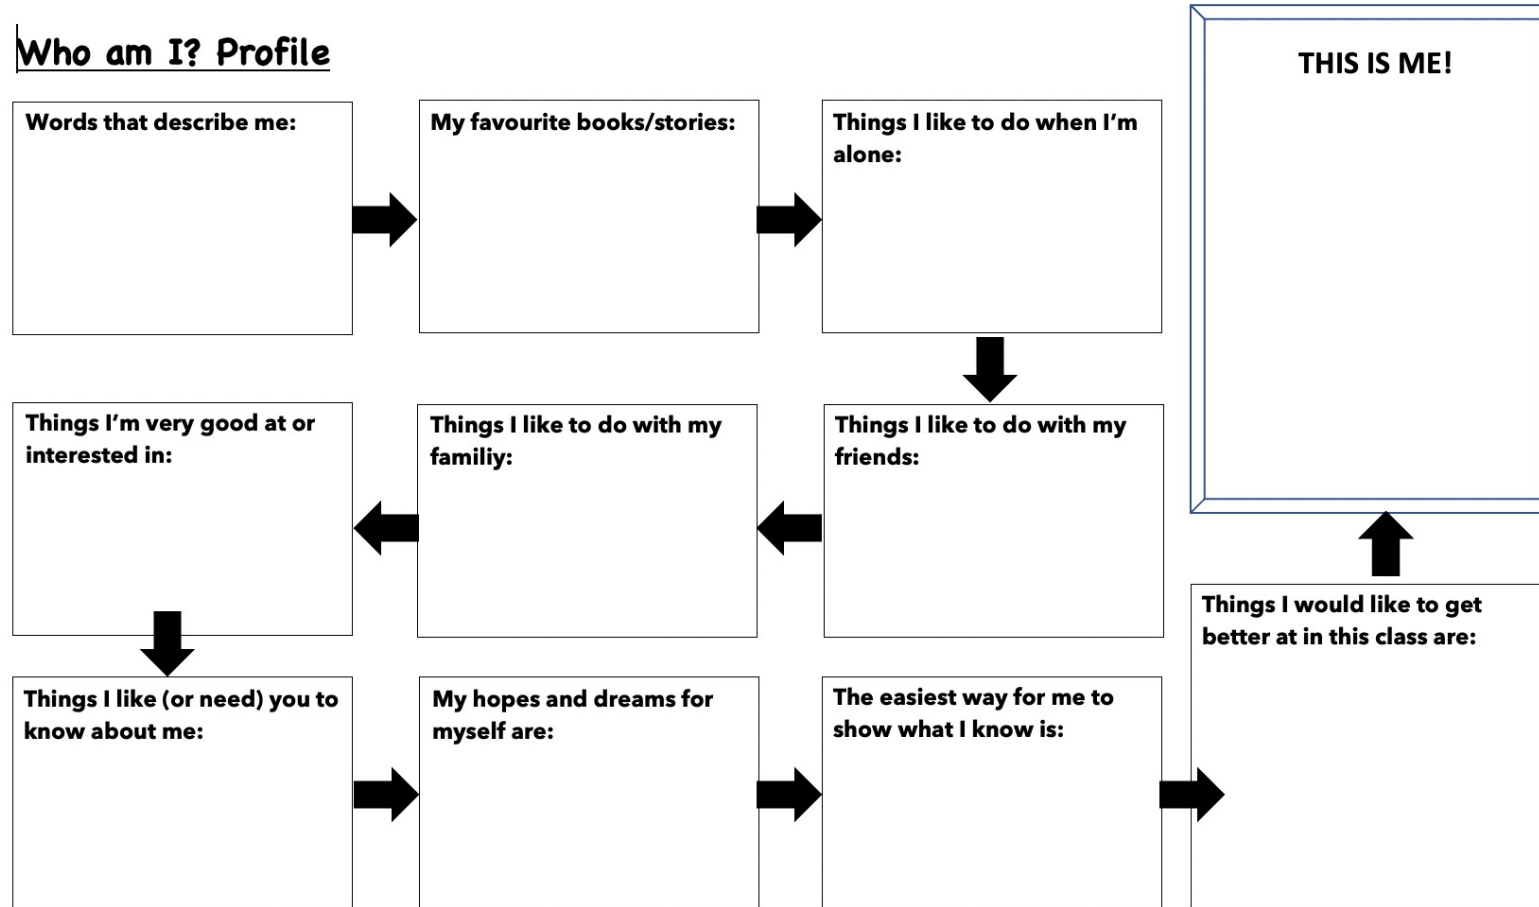 Who am I? Profile
THIS IS ME!
Words that describe me:
My favourite books/stories:
Things I like to do when I’m
alone:
Things I like to do with my
friends:
Things I like to do with my
familiy:
Things I’m very good at or
interested in:
Things I like (or need) you to
know about me:
My hopes and dreams for
myself are:
The easiest way for me to
show what I know is:
Things I would like to get
better at in this class are: